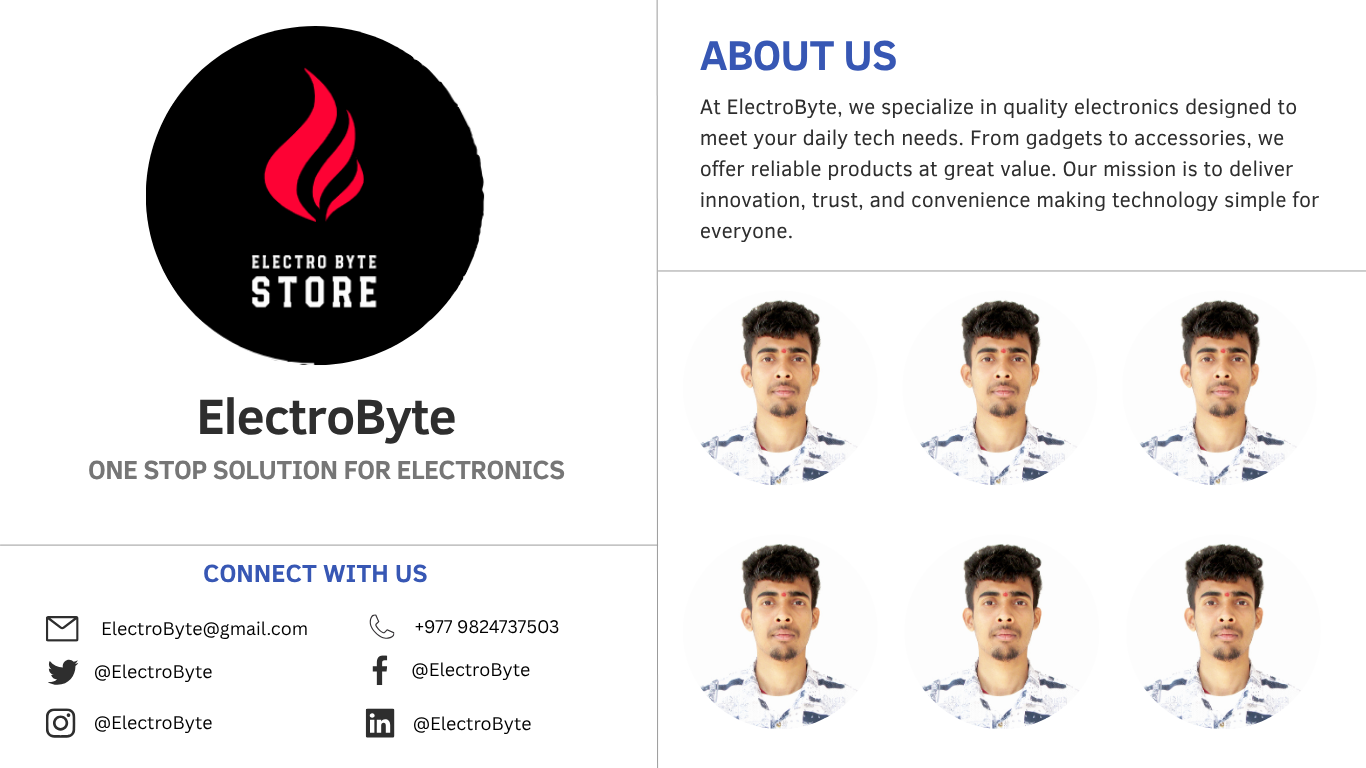 ELECTRO BYTE
STORE
ElectroByte
ONE STOP SOLUTION FOR ELECTRONICS
CONNECT WITH US
ElectroByte@gmail.com
+977 9824737503
@ElectroByte
@ElectroByte
@ElectroByte
@ElectroByte
ABOUT US
At ElectroByte, we specialize in quality electronics designed to
meet your daily tech needs. From gadgets to accessories, we
offer reliable products at great value. Our mission is to deliver
innovation, trust, and convenience making technology simple for
everyone.